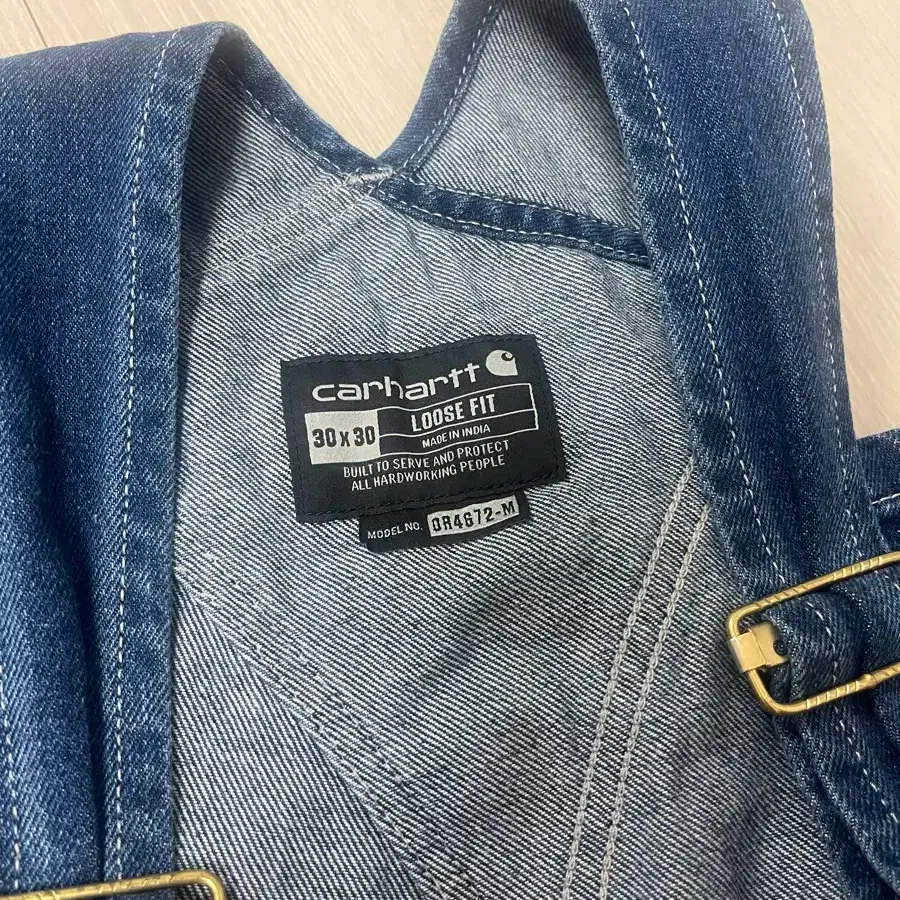 carhartt
30 x 30
LOOSE FIT
MADE IN INDIA
BUILT TO SERVE AND PROTECT
ALL HARDWORKING PEOPLE
MODEL NO. OR4672-M